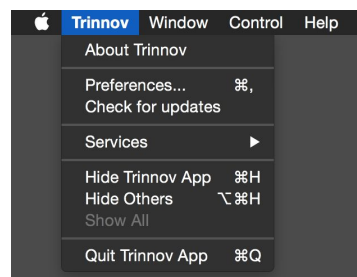 Trinnov Window Control Help
About Trinnov
Preferences... ⌘,
Check for updates
Services ▶
Hide Trinnov App ⌘H
Hide Others ⌥⌘H
Show All
Quit Trinnov App ⌘Q